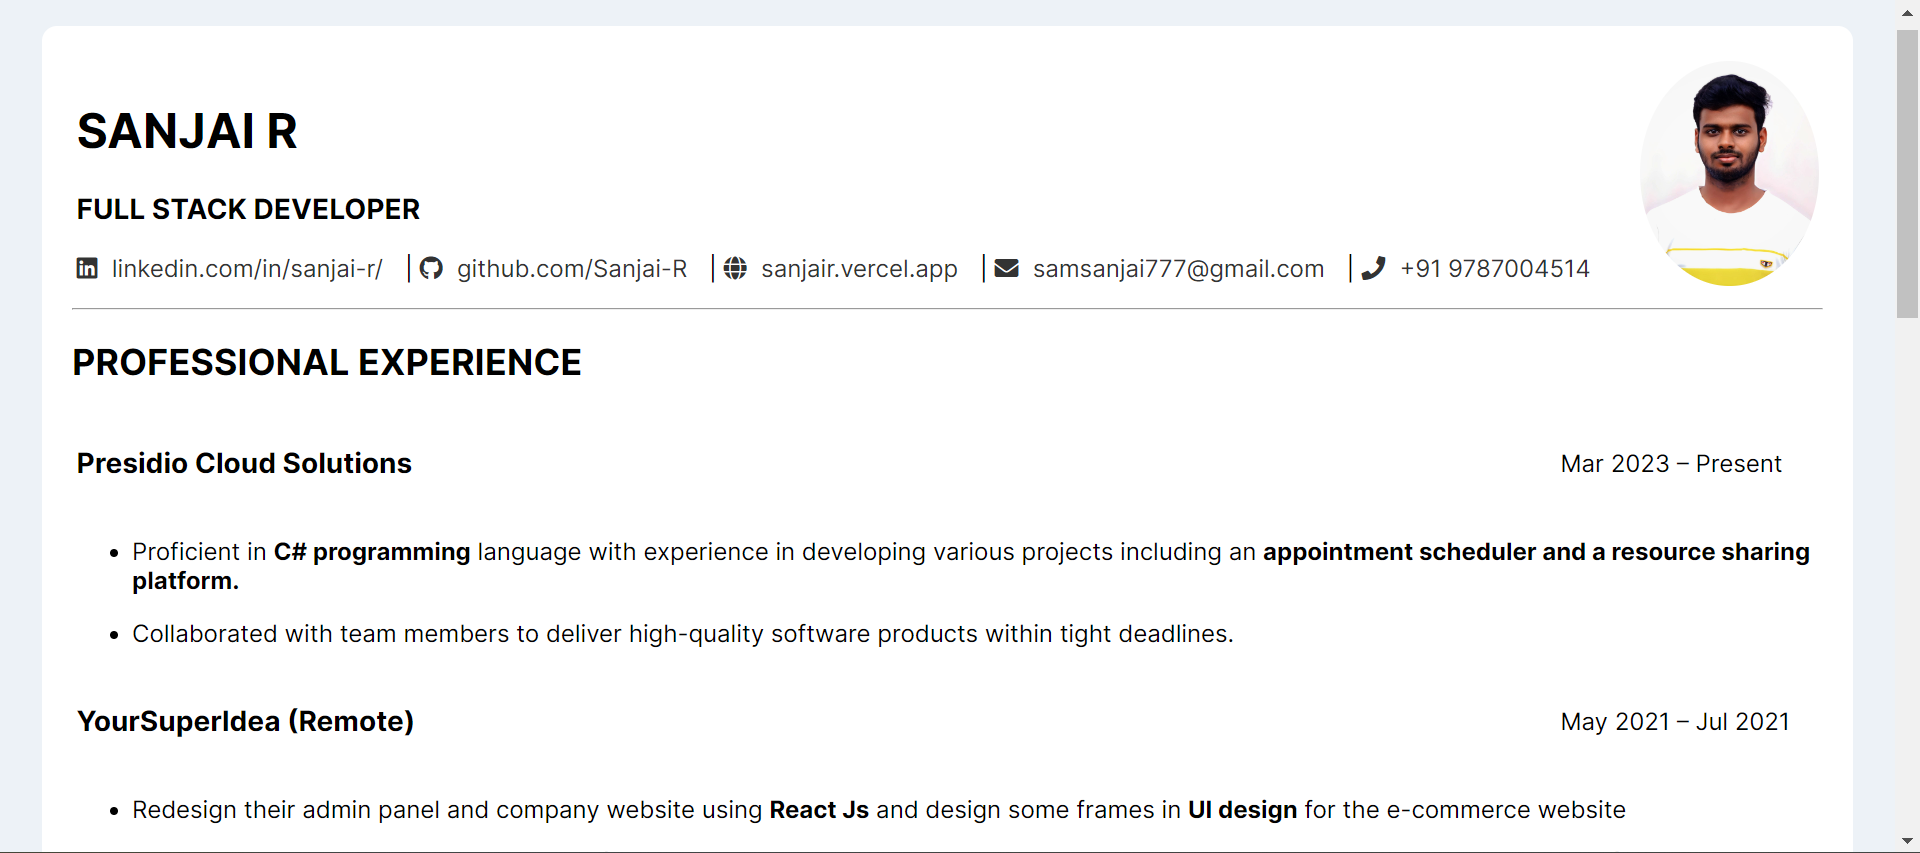 SANJAI R
FULL STACK DEVELOPER
linkedin.com/in/sanjai-r/ github.com/Sanjai-R sanjair.vercel.app samsanjai777@gmail.com +91 9787004514
PROFESSIONAL EXPERIENCE
Presidio Cloud Solutions Mar 2023 – Present
• Proficient in C# programming language with experience in developing various projects including an appointment scheduler and a resource sharing
platform.
• Collaborated with team members to deliver high-quality software products within tight deadlines.
YourSuperIdea (Remote) May 2021 – Jul 2021
• Redesign their admin panel and company website using React Js and design some frames in UI design for the e-commerce website